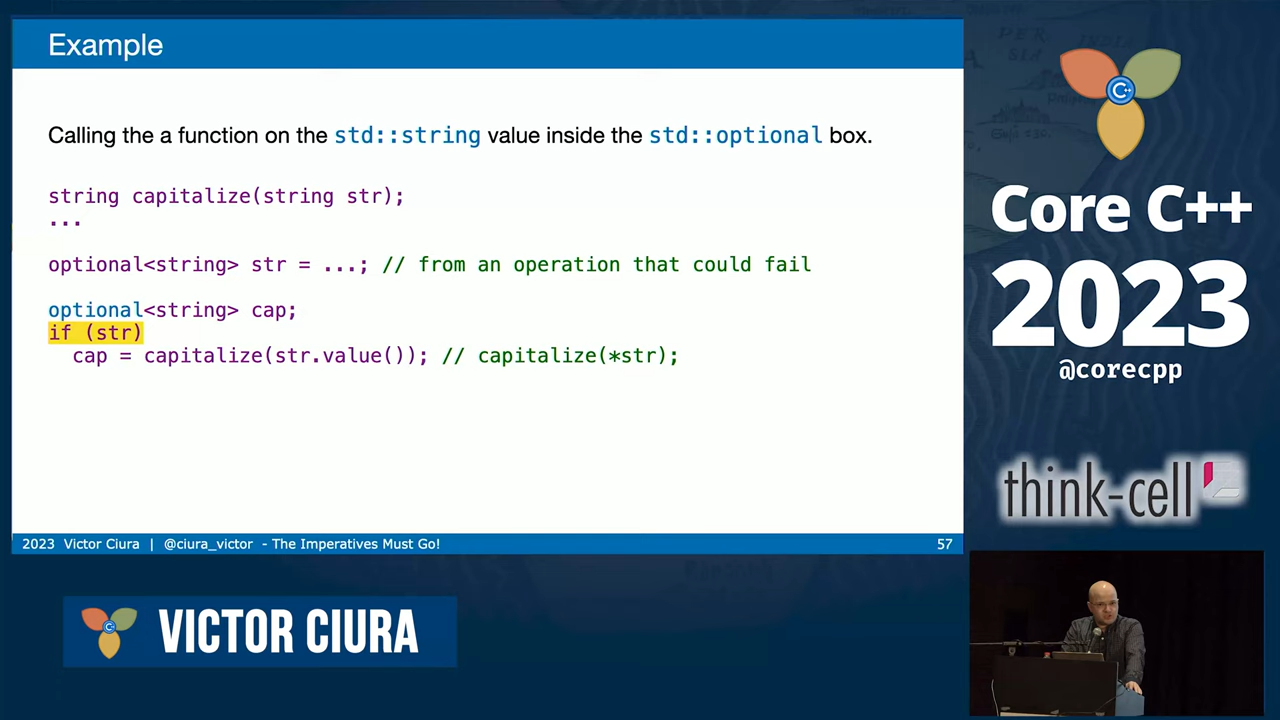 Example
Calling the a function on the std::string value inside the std::optional box.
string capitalize(string str);
...
optional<string> str = ...; // from an operation that could fail
optional<string> cap;
if (str)
cap = capitalize(str.value()); // capitalize(*str);
2023 Victor Ciura | @ciura_victor - The Imperatives Must Go!
57
C++
Core C++
2023
@corecpp
think-cell
VICTOR CIURA